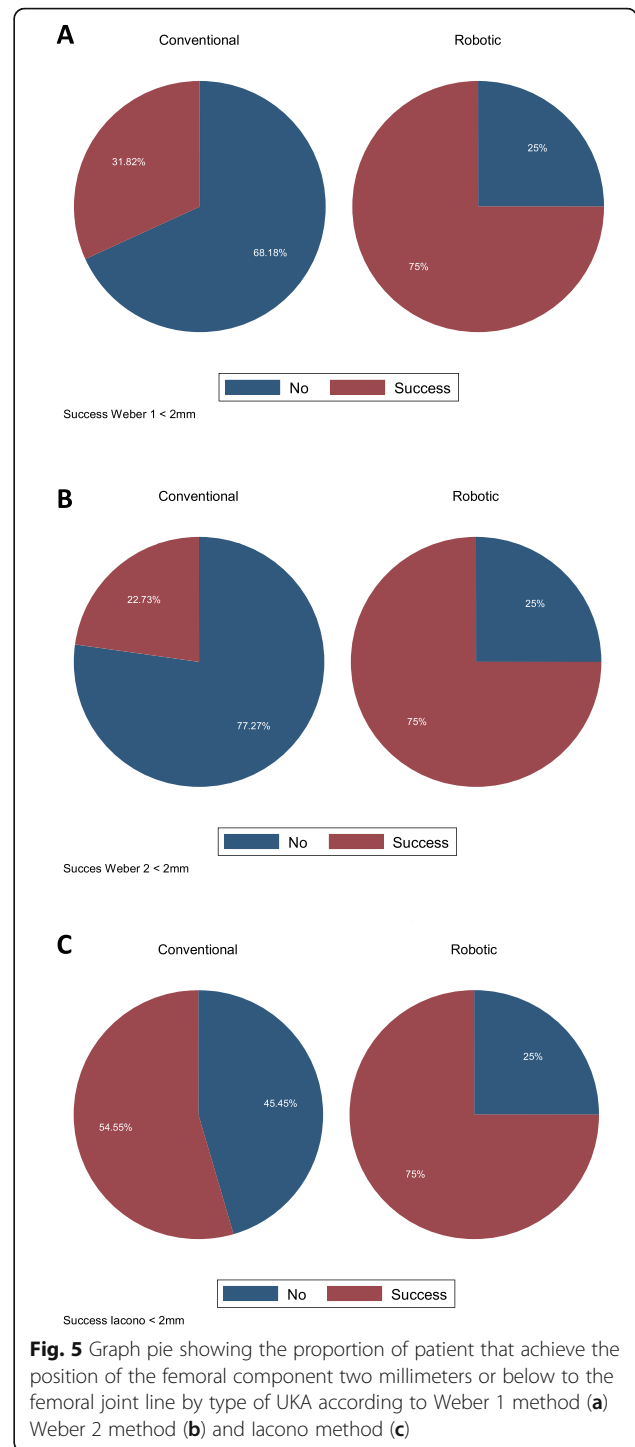 A
Conventional
Robotic
31.82%
68.18%
25%
75%
No
Success
Success Weber 1 < 2mm
B
Conventional
Robotic
22.73%
77.27%
25%
75%
No
Success
Succes Weber 2 < 2mm
C
Conventional
Robotic
54.55%
45.45%
25%
75%
No
Success
Success Iacono < 2mm
Fig. 5 Graph pie showing the proportion of patient that achieve the
position of the femoral component two millimeters or below to the
femoral joint line by type of UKA according to Weber 1 method (a)
Weber 2 method (b) and Iacono method (c)